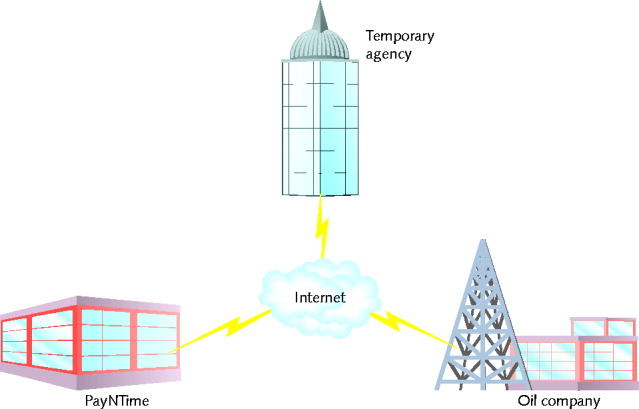 Temporary
agency
Internet
PayNTime
Oil company